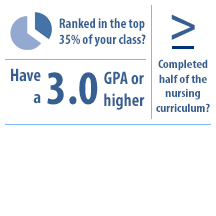 Ranked in the top
35% of your class?
Have a 3.0 GPA or higher
≥
Completed
half of the
nursing
curriculum?